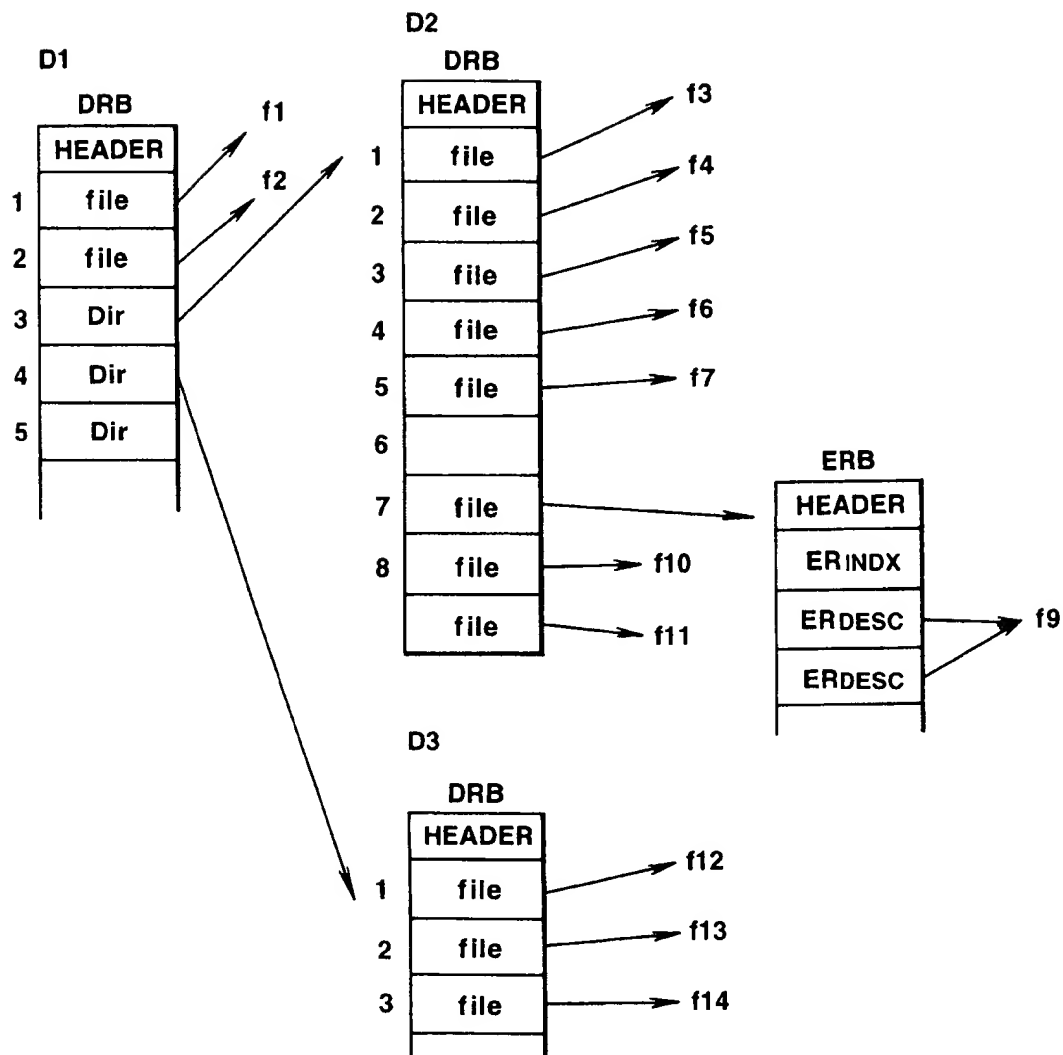 D1
DRB
HEADER
1 file
2 file
3 Dir
4 Dir
5 Dir
f1
f2
D2
DRB
HEADER
1 file
2 file
3 file
4 file
5 file
6
7 file
8 file
file
f3
f4
f5
f6
f7
f10
f11
ERB
HEADER
ERINDX
ERDESC
ERDESC
f9
D3
DRB
HEADER
1 file
2 file
3 file
f12
f13
f14